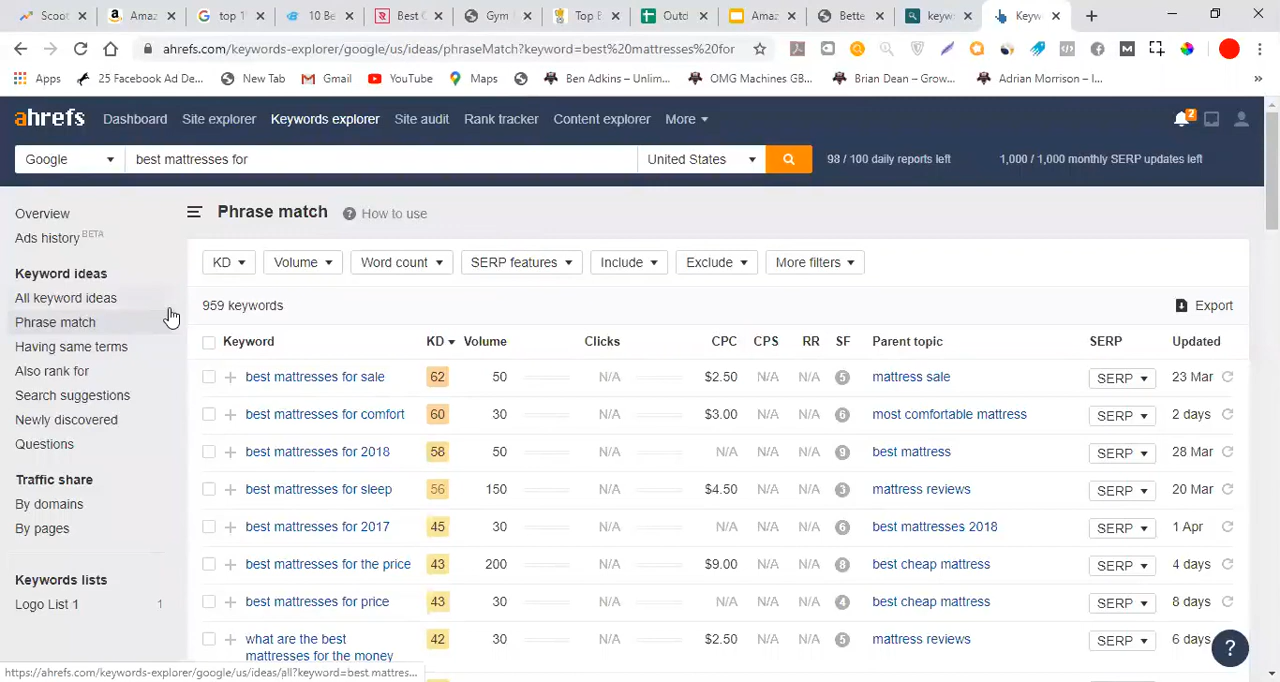 Scoot
Amaz
top 1
10 Be
Best C
Gym I
Top E
Outd
Amaz
Bette
keyw
Keyw
ahrefs.com/keywords-explorer/google/us/ideas/phraseMatch?keyword=best%20mattresses%20for
Apps
25 Facebook Ad De...
New Tab
Gmail
YouTube
Maps
Ben Adkins – Unlim...
GNG Machines GB...
Brian Dean – Grow...
Adrian Morrison – I...
ahrefs Dashboard Site explorer Keywords explorer Site audit Rank tracker Content explorer More 2
Google best mattresses for United States 98 / 100 daily reports left 1,000 / 1,000 monthly SERP updates left
Overview
Ads history BETA
Keyword ideas
All keyword ideas
Phrase match
Having same terms
Also rank for
Search suggestions
Newly discovered
Questions
Traffic share
By domains
By pages
Keywords lists
Logo List 1 1
Phrase match ? How to use
KD Volume Word count SERP features Include Exclude More filters
959 keywords Export
Keyword KD Volume Clicks CPC CPS RR SF Parent topic SERP Updated
best mattresses for sale 62 50 N/A $2.50 N/A N/A 5 mattress sale SERP 23 Mar
best mattresses for comfort 60 30 N/A $3.00 N/A N/A 6 most comfortable mattress SERP 2 days
best mattresses for 2018 58 50 N/A N/A N/A N/A 9 best mattress SERP 28 Mar
best mattresses for sleep 56 150 N/A $4.50 N/A N/A 3 mattress reviews SERP 20 Mar
best mattresses for 2017 45 30 N/A N/A N/A N/A 6 best mattresses 2018 SERP 1 Apr
best mattresses for the price 43 200 N/A $9.00 N/A N/A 8 best cheap mattress SERP 4 days
best mattresses for price 43 30 N/A N/A N/A N/A 4 best cheap mattress SERP 8 days
what are the best 42 30 N/A $2.50 N/A N/A 5 mattress reviews SERP 6 days
mattresses for the money
?
https://ahrefs.com/keywords-explorer/google/us/ideas/all?keyword=best mattres...